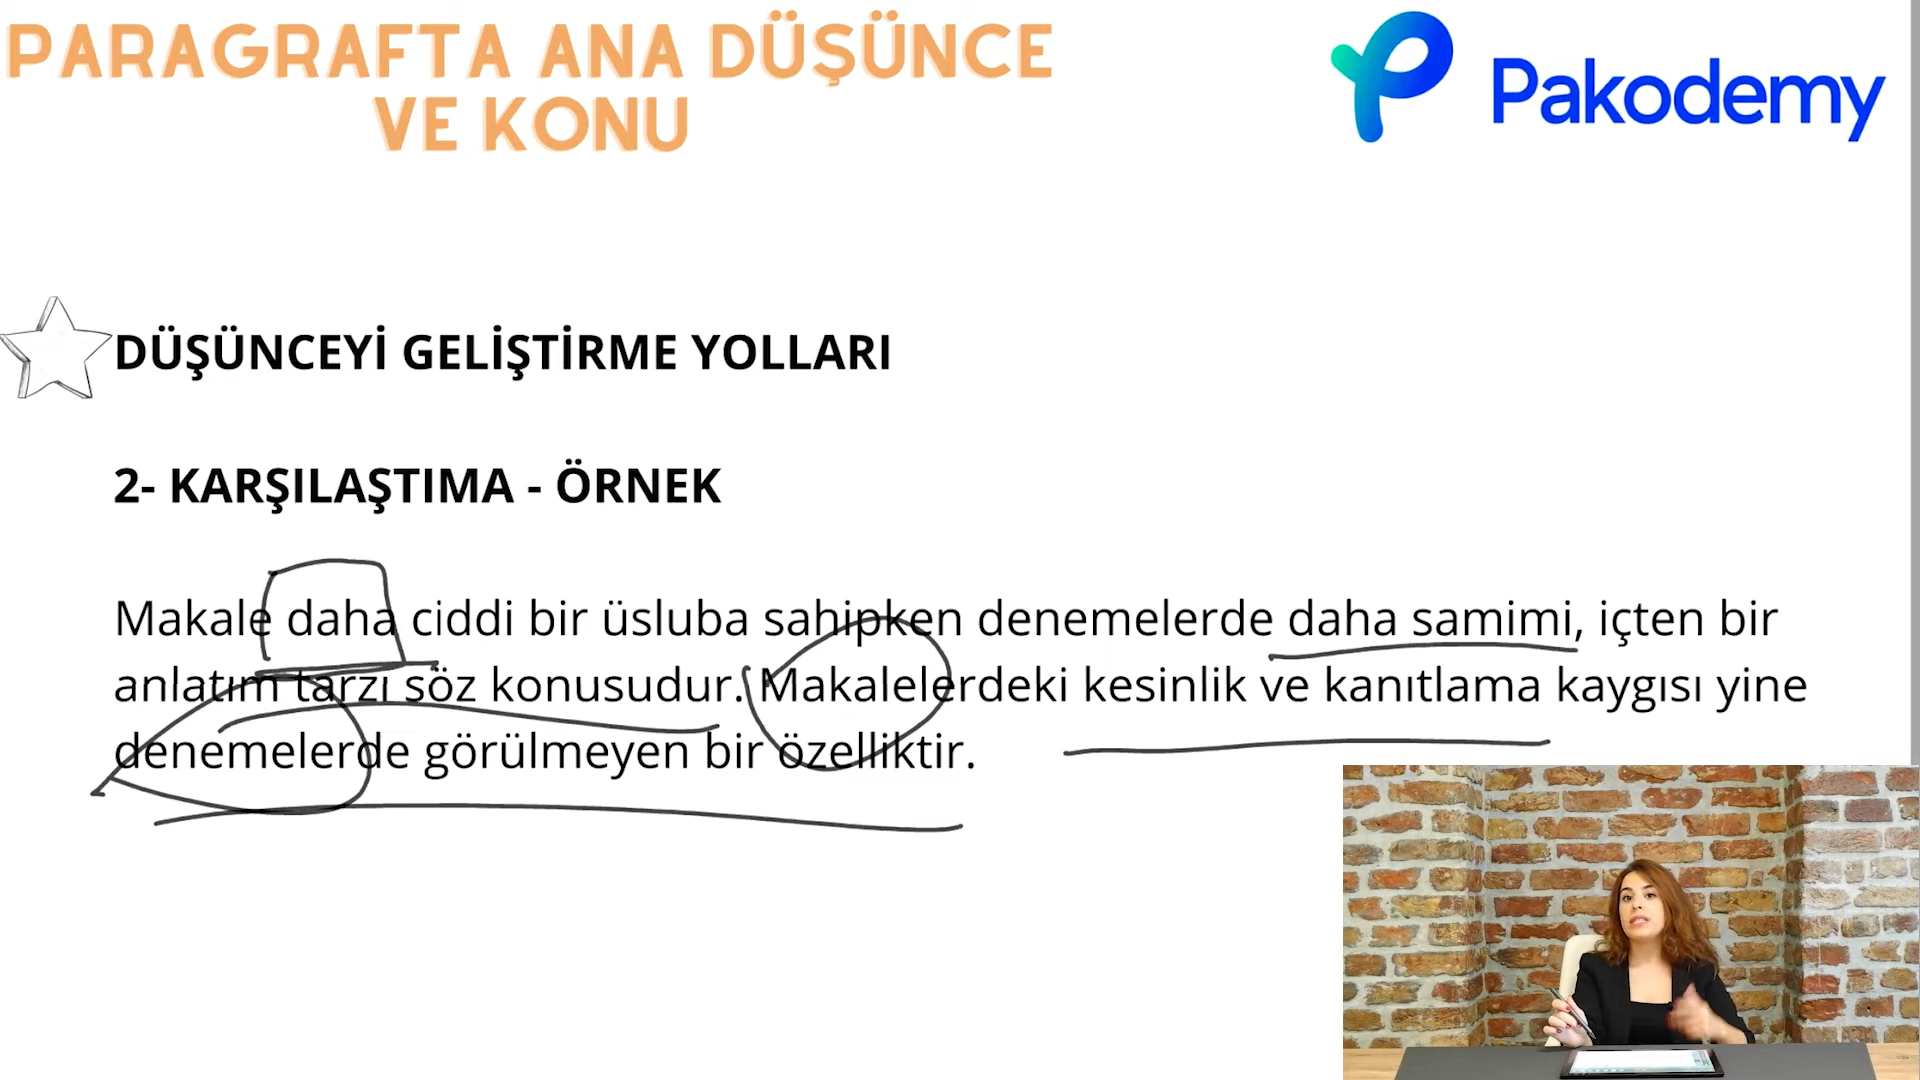 PARAGRAFTA ANA DÜŞÜNCE
VE KONU
Pakodemy
DÜŞÜNCEYİ GELİŞTİRME YOLLARI
2- KARŞILAŞTIMA - ÖRNEK
Makale daha ciddi bir üsluba sahipken denemelerde daha samimi, içten bir
anlatım tarzı söz konusudur. Makalelerdeki kesinlik ve kanıtlama kaygısı yine
denemelerde görülmeyen bir özelliktir.